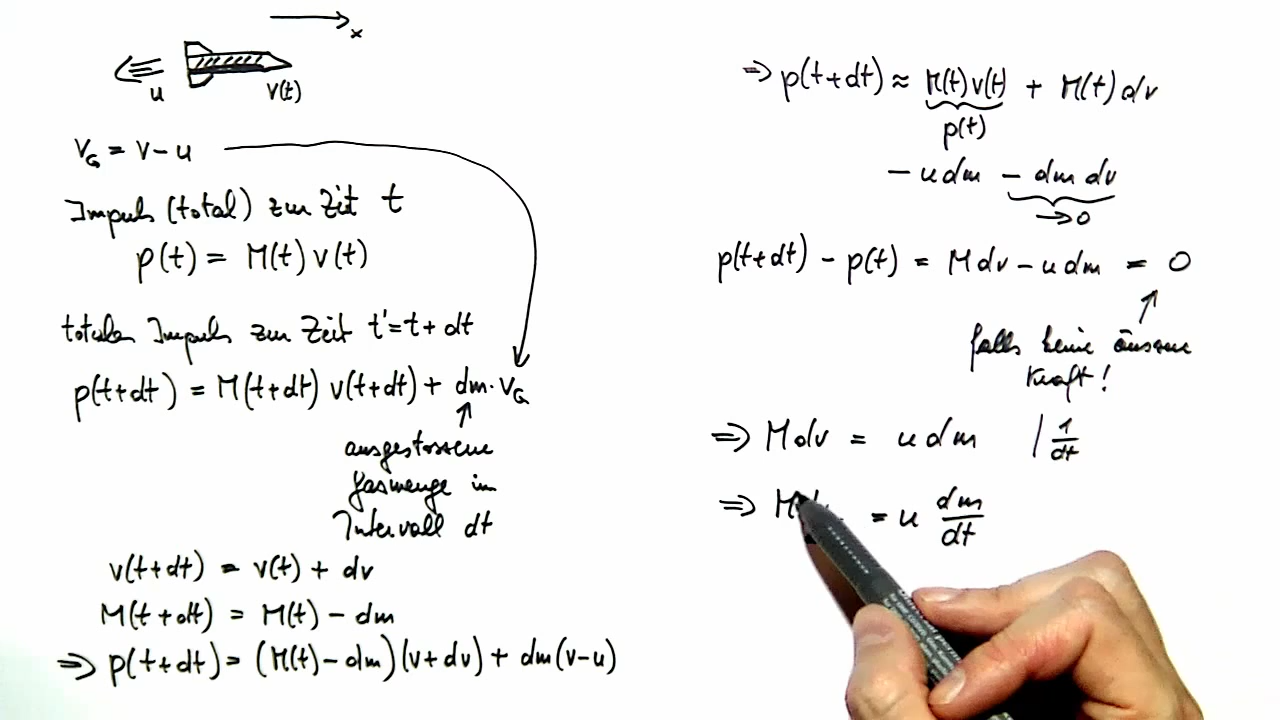 x
u
v(t)
v_G = v - u
Impuls (total) zur Zeit t
p(t) = M(t) v(t)
totaler Impuls zur Zeit t' = t + dt
p(t+dt) = M(t+dt) v(t+dt) + dm · v_G
ausgestossene
Gasmenge im
Intervall dt
v(t+dt) = v(t) + dv
M(t+dt) = M(t) - dm
⇒ p(t+dt) = (M(t) - dm)(v+dv) + dm(v-u)
⇒ p(t+dt) ≈ M(t)v(t) + M(t)dv
p(t)
- u dm - dm dv
→ 0
p(t+dt) - p(t) = M dv - u dm = 0
falls keine äussere
Kraft!
⇒ M dv = u dm | 1/dt
⇒ M = u dm/dt